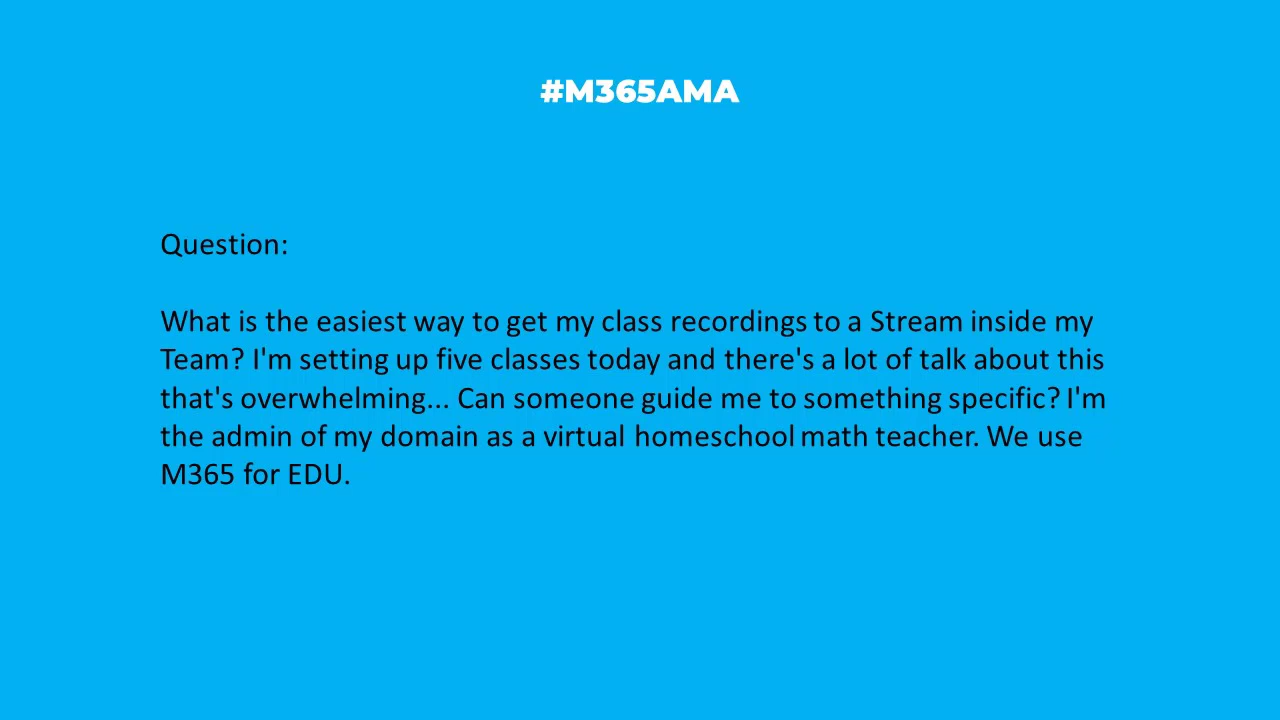 #M365AMA
Question:
What is the easiest way to get my class recordings to a Stream inside my
Team? I'm setting up five classes today and there's a lot of talk about this
that's overwhelming... Can someone guide me to something specific? I'm
the admin of my domain as a virtual homeschool math teacher. We use
M365 for EDU.